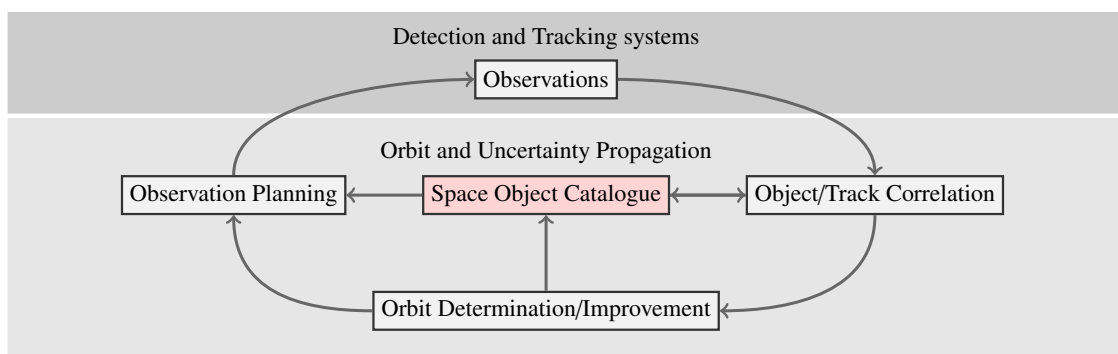 Detection and Tracking systems
Observations
Orbit and Uncertainty Propagation
Observation Planning
Space Object Catalogue
Object/Track Correlation
Orbit Determination/Improvement